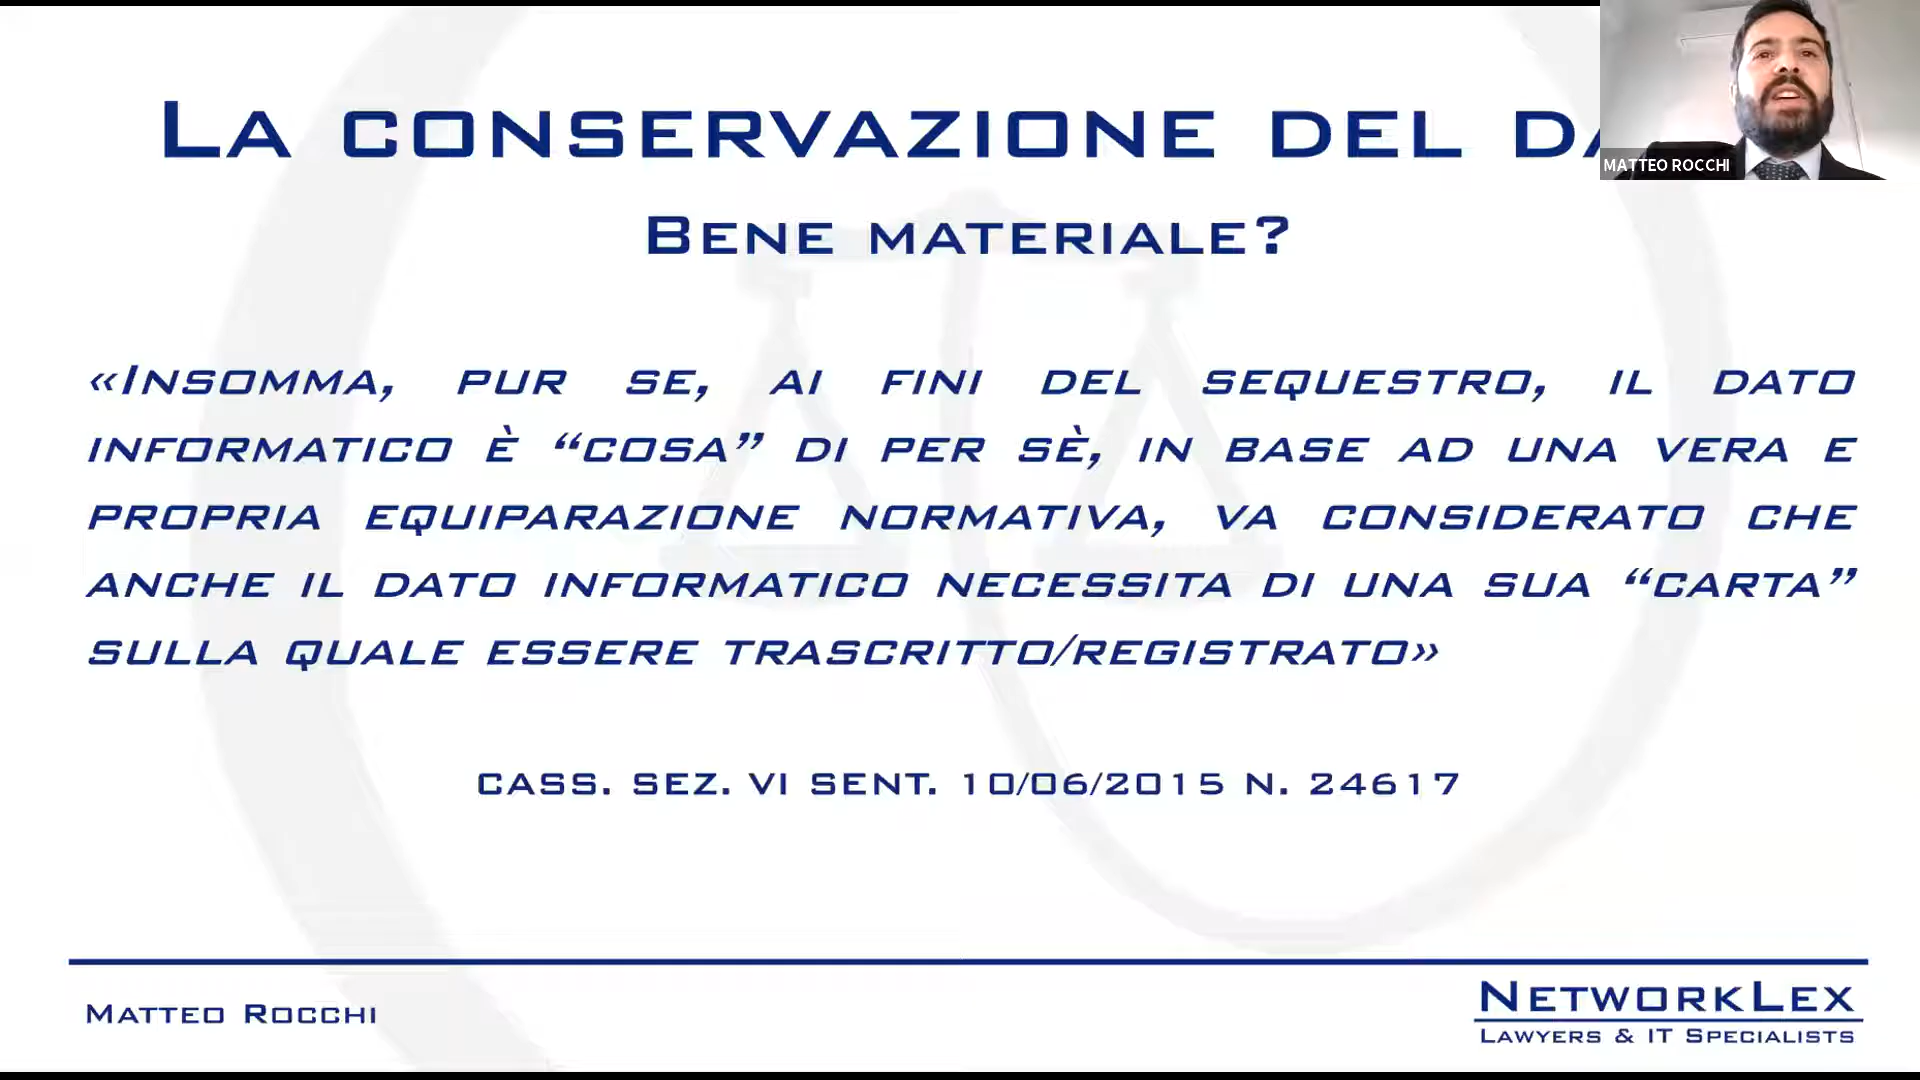 La conservazione del da
Bene materiale?
«Insomma, pur se, ai fini del sequestro, il dato
informatico è “cosa” di per sè, in base ad una vera e
propria equiparazione normativa, va considerato che
anche il dato informatico necessita di una sua “carta”
sulla quale essere trascritto/registrato»
cass. sez. vi sent. 10/06/2015 n. 24617
Matteo Rocchi
NetworkLex
Lawyers & IT Specialists
MATTEO ROCCHI